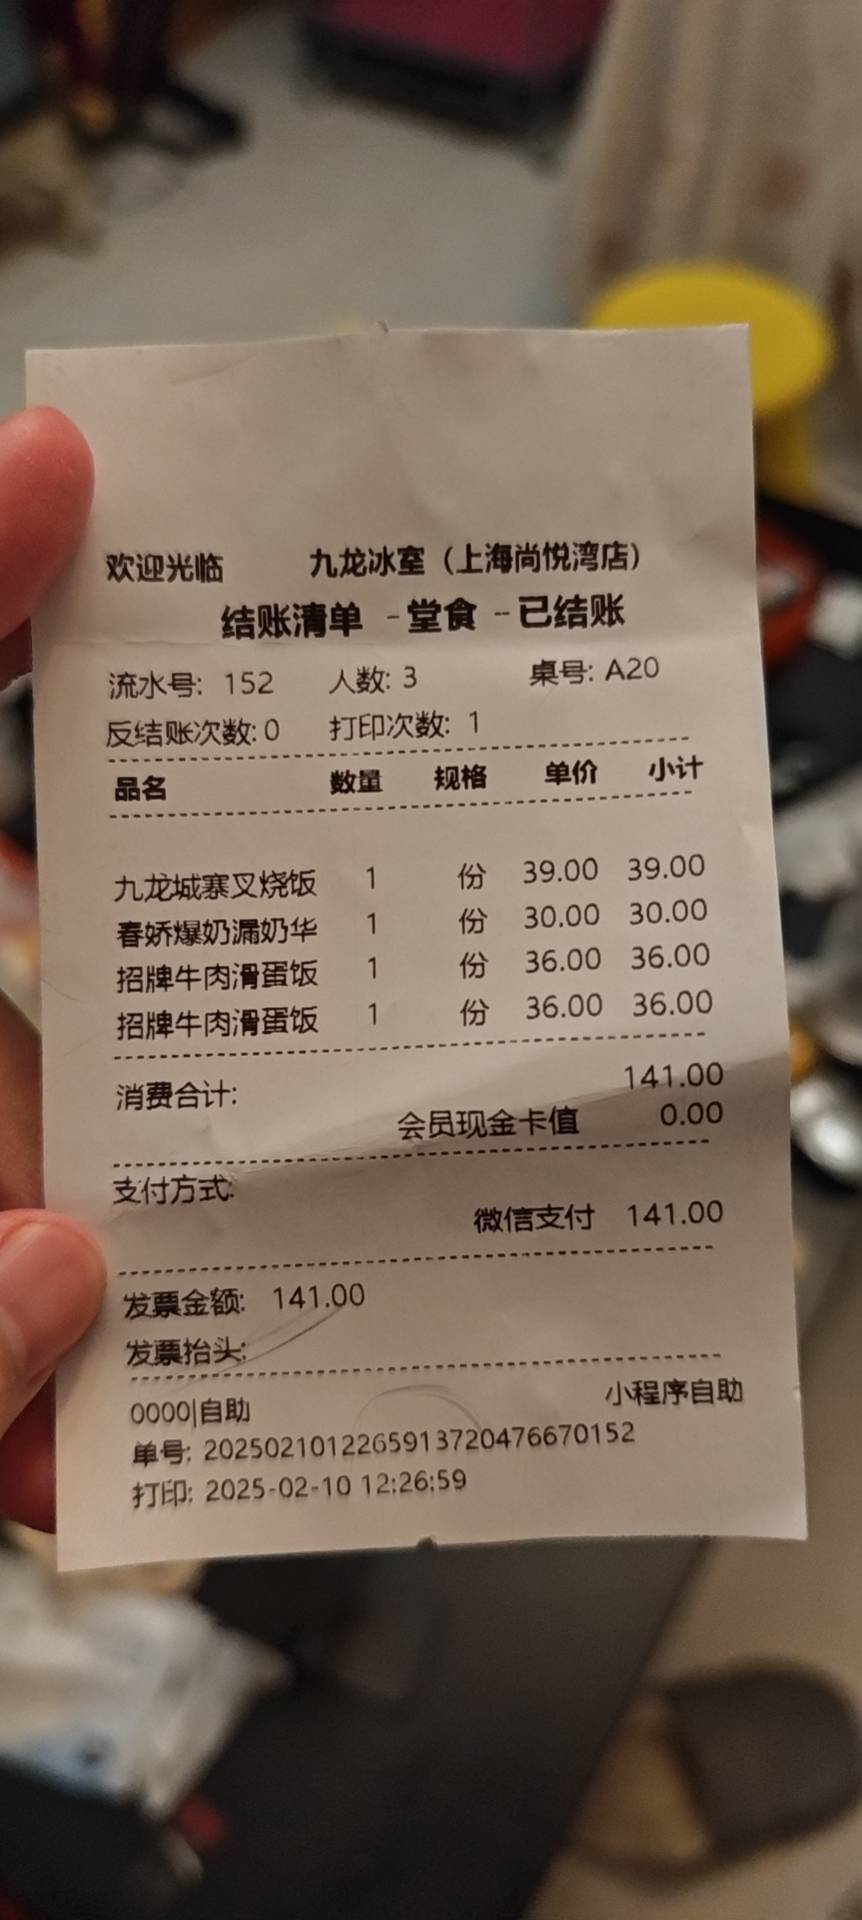 欢迎光临 九龙冰室（上海尚悦湾店）
结账清单 -堂食 --已结账
流水号: 152 人数: 3 桌号: A20
反结账次数: 0 打印次数: 1
品名 数量 规格 单价 小计
九龙城寨叉烧饭 1 份 39.00 39.00
春娇爆奶漏奶华 1 份 30.00 30.00
招牌牛肉滑蛋饭 1 份 36.00 36.00
招牌牛肉滑蛋饭 1 份 36.00 36.00
消费合计: 141.00
会员现金卡值 0.00
支付方式:
微信支付 141.00
发票金额: 141.00
发票抬头:
0000|自助 小程序自助
单号: 2025021012265913720476670152
打印: 2025-02-10 12:26:59